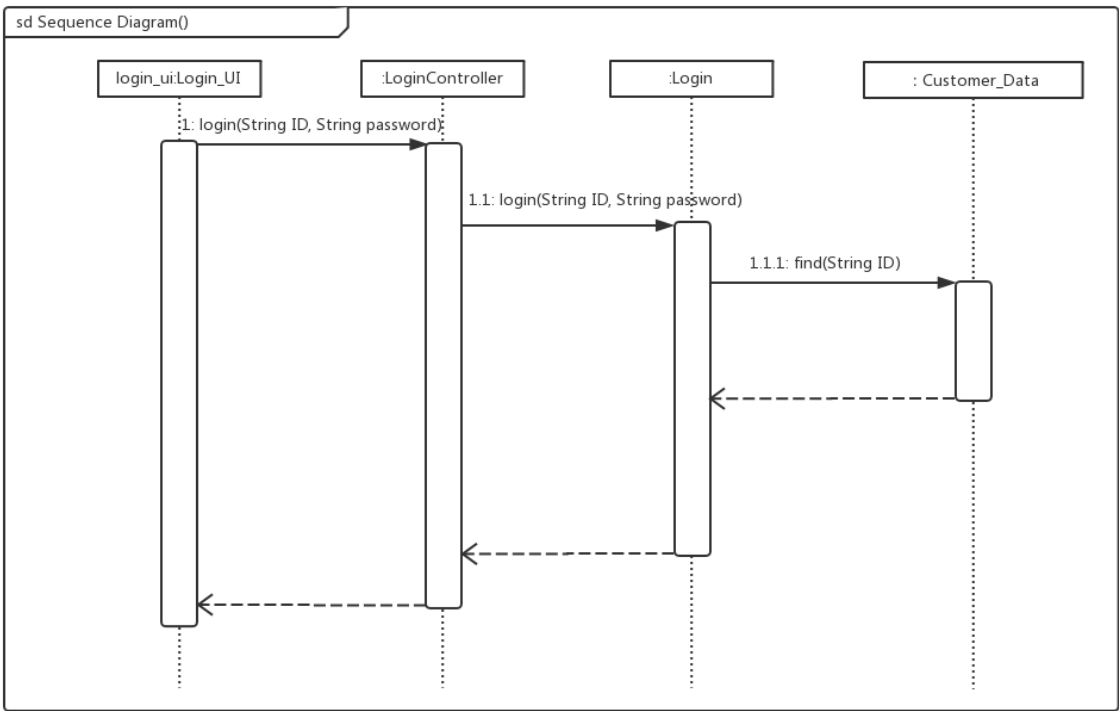 sd Sequence Diagram()
login_ui:Login_UI
:LoginController
:Login
: Customer_Data
1: login(String ID, String password)
1.1: login(String ID, String password)
1.1.1: find(String ID)